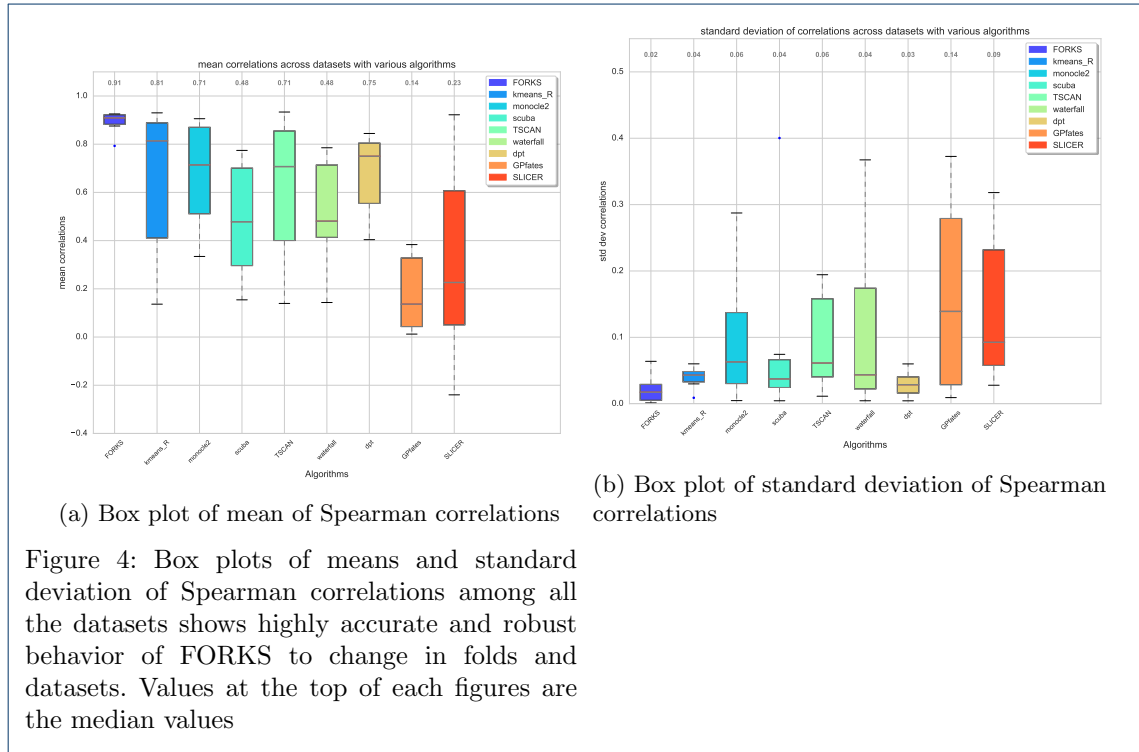 mean correlations across datasets with various algorithms
0.91 0.81 0.71 0.48 0.71 0.48 0.75 0.14 0.23
FORKS
kmeans_R
monocle2
scuba
TSCAN
waterfall
dpt
GPfates
SLICER
1.0
0.8
0.6
0.4
0.2
0.0
−0.2
−0.4
mean correlations
FORKS kmeans_R monocle2 scuba TSCAN waterfall dpt GPfates SLICER
Algorithms
(a) Box plot of mean of Spearman correlations
standard deviation of correlations across datasets with various algorithms
0.02 0.04 0.06 0.04 0.06 0.04 0.03 0.14 0.09
FORKS
kmeans_R
monocle2
scuba
TSCAN
waterfall
dpt
GPfates
SLICER
0.5
0.4
0.3
0.2
0.1
0.0
std dev correlations
FORKS kmeans_R monocle2 scuba TSCAN waterfall dpt GPfates SLICER
Algorithms
(b) Box plot of standard deviation of Spearman
correlations
Figure 4: Box plots of means and standard
deviation of Spearman correlations among all
the datasets shows highly accurate and robust
behavior of FORKS to change in folds and
datasets. Values at the top of each figures are
the median values